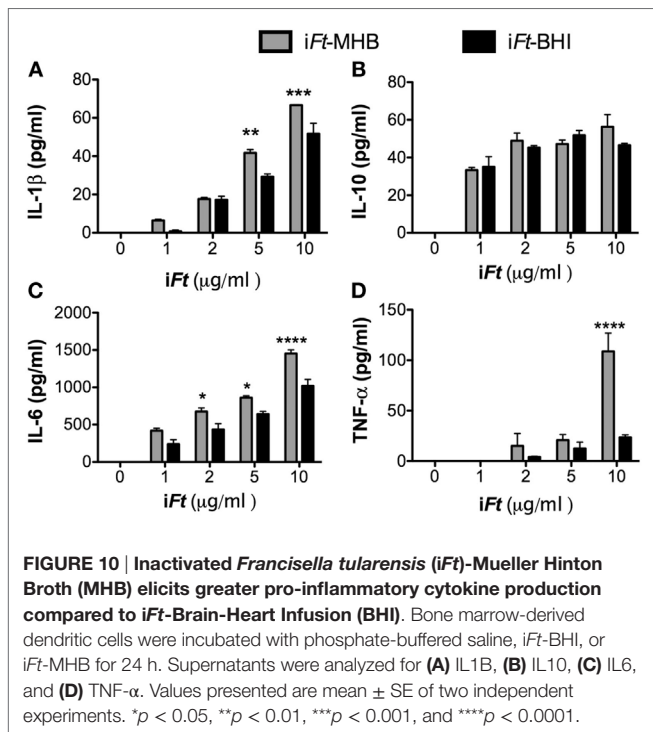 iFt-MHB iFt-BHI
A
IL-1β (pg/ml)
80
60
40
20
0
** ***
0 1 2 5 10
iFt (µg/ml )
B
IL-10 (pg/ml)
80
60
40
20
0
0 1 2 5 10
iFt (µg/ml )
C
IL-6 (pg/ml)
2000
1500
1000
500
0
* * ****
0 1 2 5 10
iFt (µg/ml )
D
TNF-α (pg/ml)
150
100
50
0
****
0 1 2 5 10
iFt (µg/ml )
FIGURE 10 | Inactivated Francisella tularensis (iFt)-Mueller Hinton
Broth (MHB) elicits greater pro-inflammatory cytokine production
compared to iFt-Brain-Heart Infusion (BHI). Bone marrow-derived
dendritic cells were incubated with phosphate-buffered saline, iFt-BHI, or
iFt-MHB for 24 h. Supernatants were analyzed for (A) IL1B, (B) IL10, (C) IL6,
and (D) TNF-α. Values presented are mean ± SE of two independent
experiments. *p < 0.05, **p < 0.01, ***p < 0.001, and ****p < 0.0001.